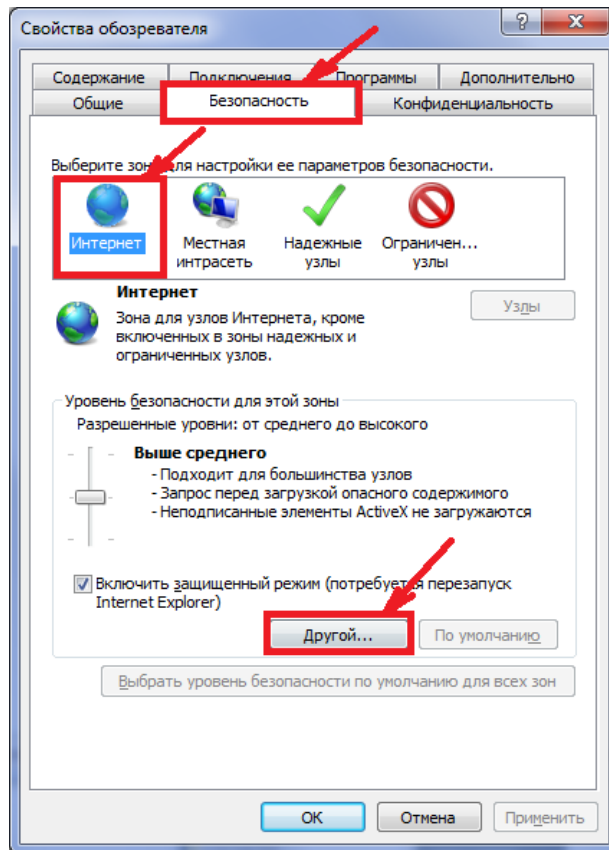 Свойства обозревателя
Содержание Подключения Программы Дополнительно
Общие Безопасность Конфиденциальность
Выберите зону для настройки ее параметров безопасности.
Интернет Местная интрасеть Надежные узлы Ограничен... узлы
Интернет
Узлы
Зона для узлов Интернета, кроме
включенных в зоны надежных и
ограниченных узлов.
Уровень безопасности для этой зоны
Разрешенные уровни: от среднего до высокого
Выше среднего
- Подходит для большинства узлов
- Запрос перед загрузкой опасного содержимого
- Неподписанные элементы ActiveX не загружаются
Включить защищенный режим (потребуется перезапуск
Internet Explorer)
Другой... По умолчанию
Выбрать уровень безопасности по умолчанию для всех зон
ОК Отмена Применить